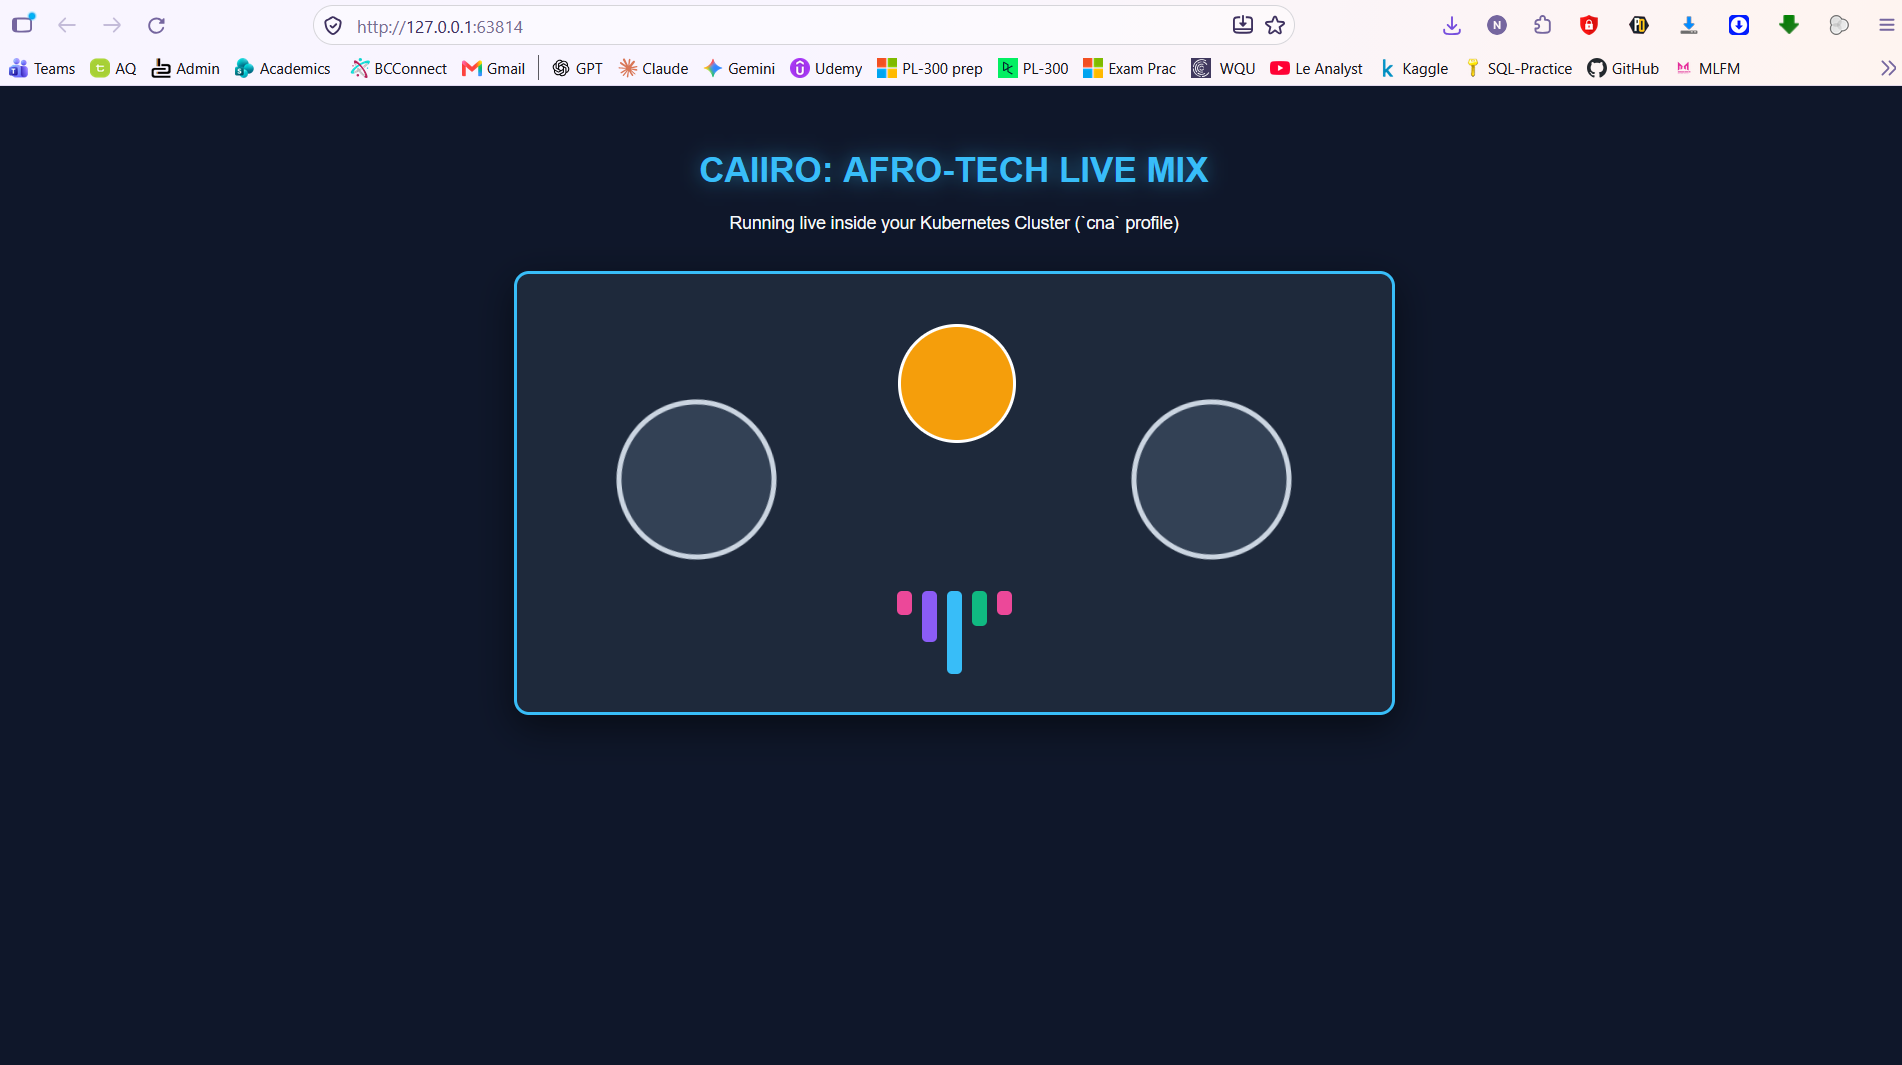 http://127.0.0.1:63814
N
Teams AQ Admin Academics BCConnect Gmail GPT Claude Gemini Udemy PL-300 prep PL-300 Exam Prac WQU Le Analyst Kaggle SQL-Practice GitHub MLFM
CAIIRO: AFRO-TECH LIVE MIX
Running live inside your Kubernetes Cluster (`cna` profile)